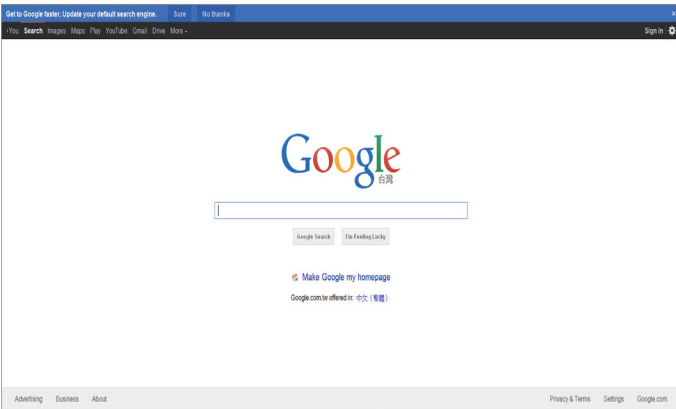 Get to Google faster. Update your default search engine. Sure No thanks x
+You Search Images Maps Play YouTube Gmail Drive More Sign in
Google
台灣
Google Search I'm Feeling Lucky
Make Google my homepage
Google.com.tw offered in: 中文 (繁體)
Advertising Business About Privacy & Terms Settings Google.com